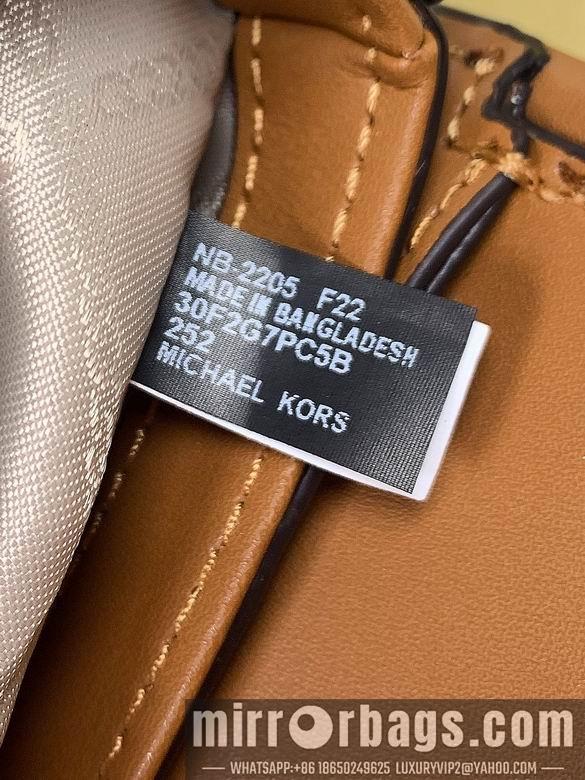 NB-2205 F22
MADE IN BANGLADESH
30F2G7PC5B
252
MICHAEL KORS
mirrorbags.com
WHATSAPP:+86 18650249625 LUXURYVIP2@YAHOO.COM